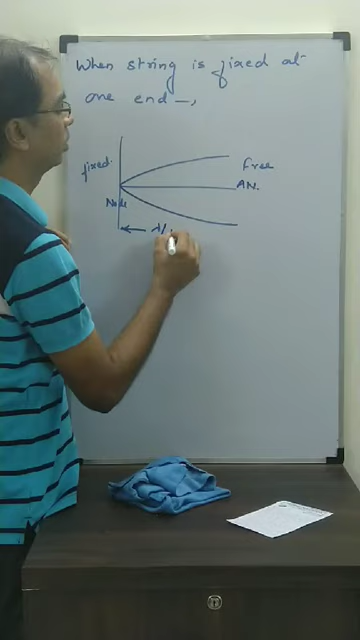 When string is fixed at
one end —,
fixed.
Free
AN.
Node
← λ/